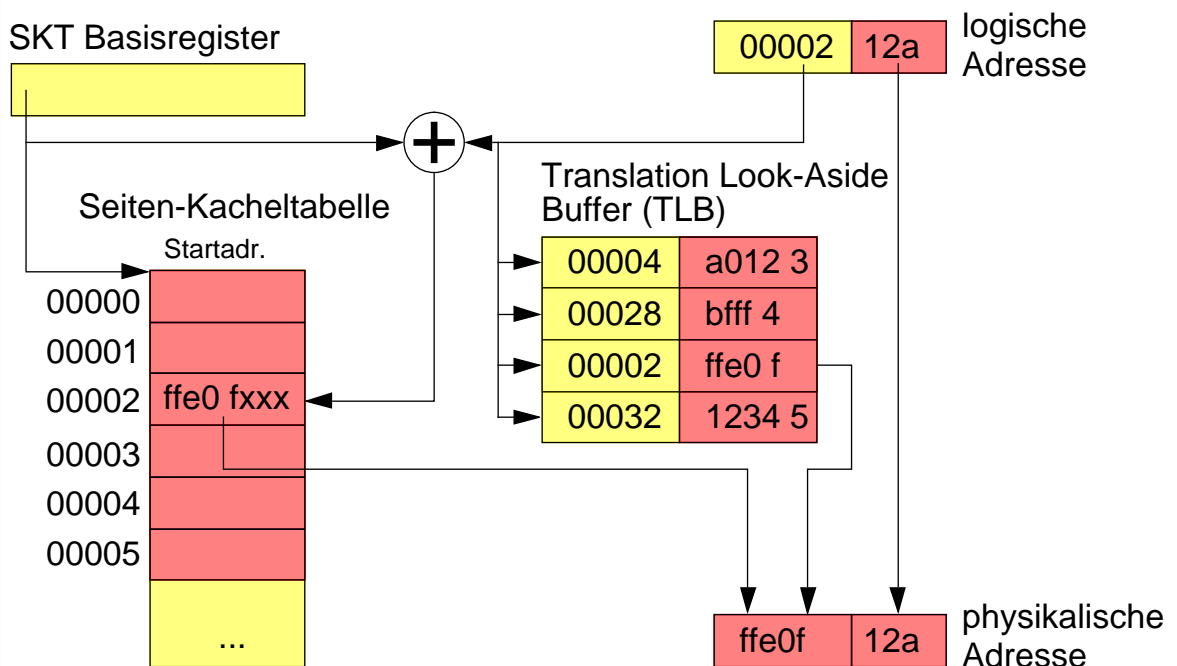 SKT Basisregister
00002 12a
logische
Adresse
+
Translation Look-Aside
Buffer (TLB)
Seiten-Kacheltabelle
Startadr.
00004 a012 3
00028 bfff 4
00002 ffe0 f
00032 1234 5
00000
00001
00002 ffe0 fxxx
00003
00004
00005
...
ffe0f 12a
physikalische
Adresse